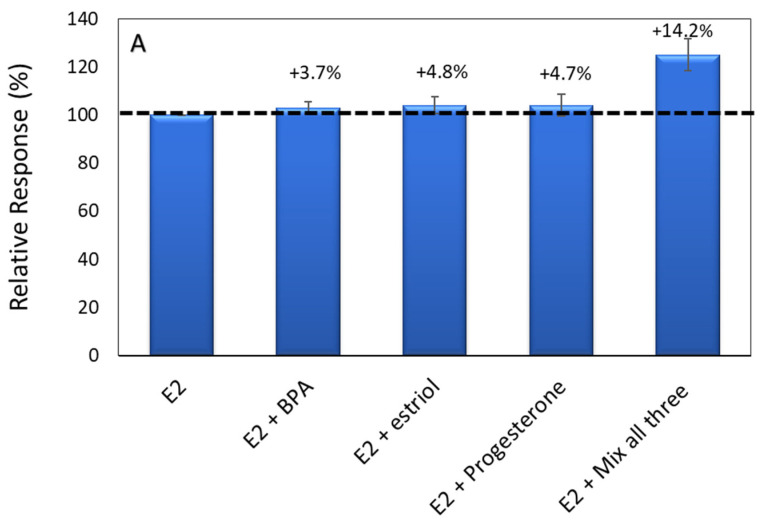 Relative Response (%)
140
120
100
80
60
40
20
0
A
+3.7%
+4.8%
+4.7%
+14.2%
E2
E2 + BPA
E2 + estriol
E2 + Progesterone
E2 + Mix all three